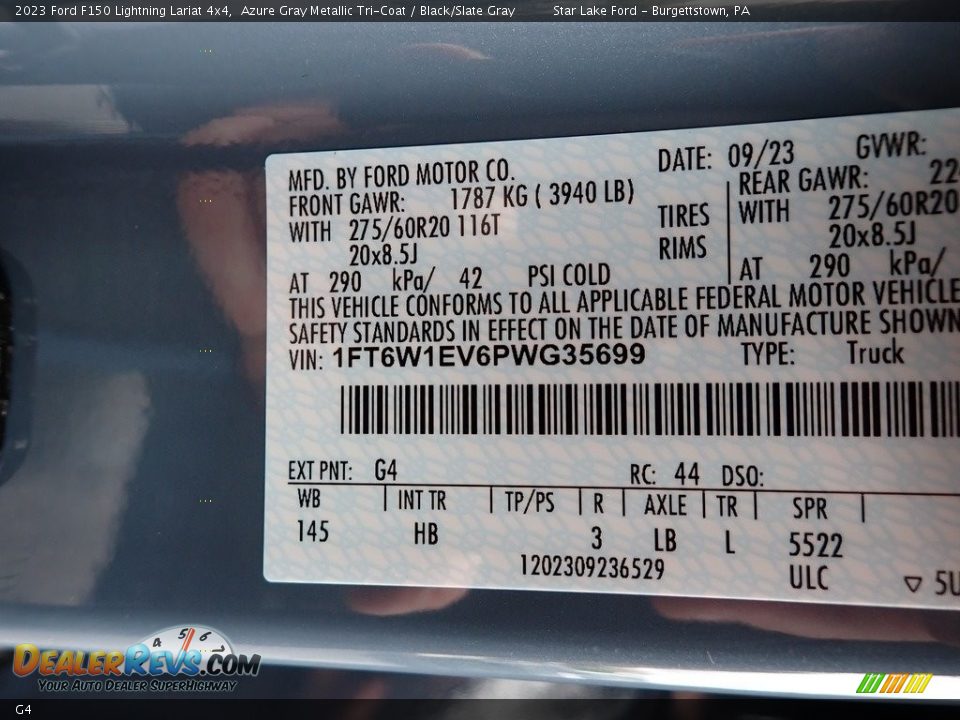 2023 Ford F150 Lightning Lariat 4x4, Azure Gray Metallic Tri-Coat / Black/Slate Gray Star Lake Ford - Burgettstown, PA
MFD. BY FORD MOTOR CO. DATE: 09/23 GVWR:
FRONT GAWR: 1787 KG ( 3940 LB) REAR GAWR: 224
WITH 275/60R20 116T TIRES WITH 275/60R20
20x8.5J RIMS 20x8.5J
AT 290 kPa/ 42 PSI COLD AT 290 kPa/
THIS VEHICLE CONFORMS TO ALL APPLICABLE FEDERAL MOTOR VEHICLE
SAFETY STANDARDS IN EFFECT ON THE DATE OF MANUFACTURE SHOWN
VIN: 1FT6W1EV6PWG35699 TYPE: Truck
EXT PNT: G4 RC: 44 DSO:
WB INT TR TP/PS R AXLE TR SPR
145 HB 3 LB L 5522
1202309236529 ULC ▽ 5U
4 5 6
DEALERREVS.COM
YOUR AUTO DEALER SUPERHIGHWAY
G4